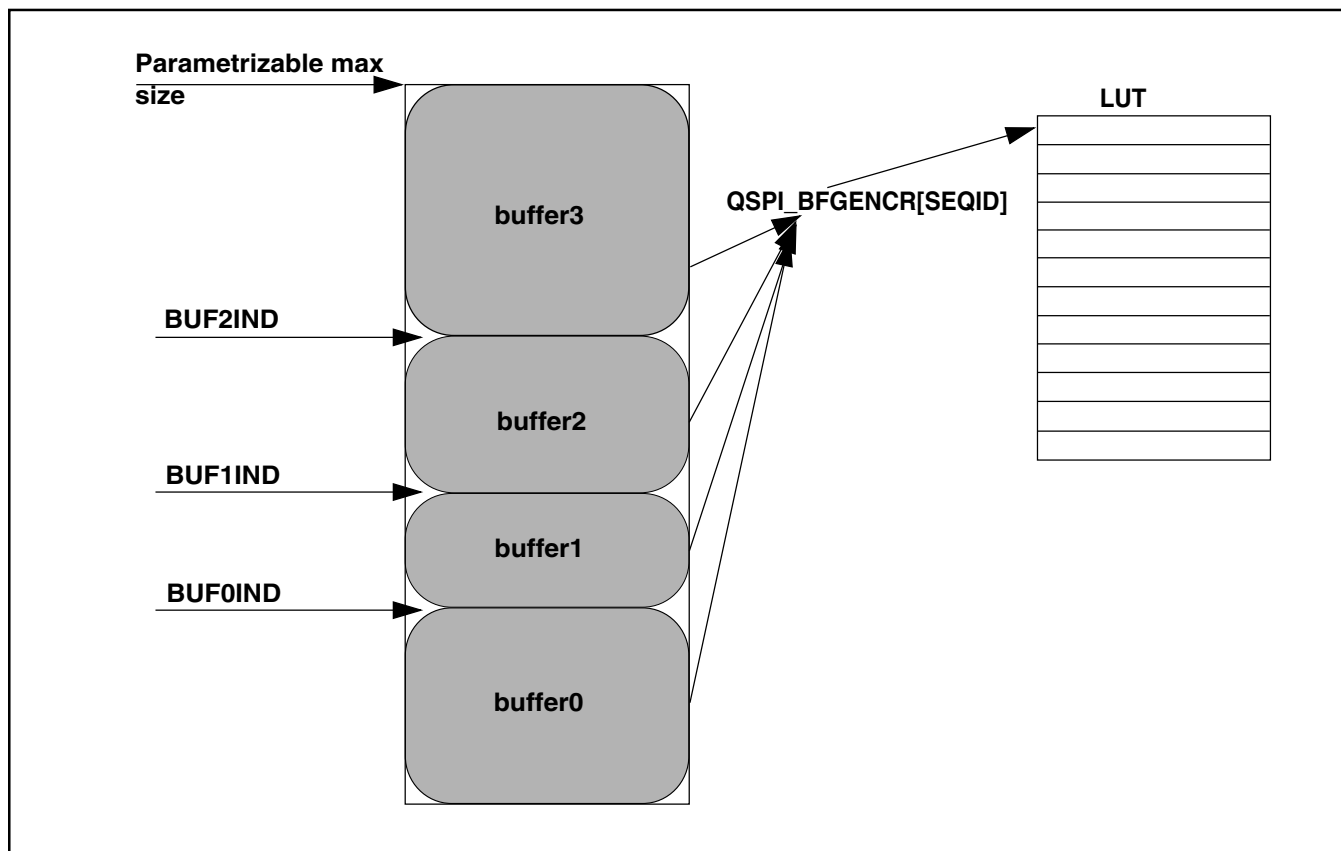 Parametrizable max
size
LUT
buffer3
QSPI_BFGENCR[SEQID]
BUF2IND
buffer2
BUF1IND
buffer1
BUF0IND
buffer0